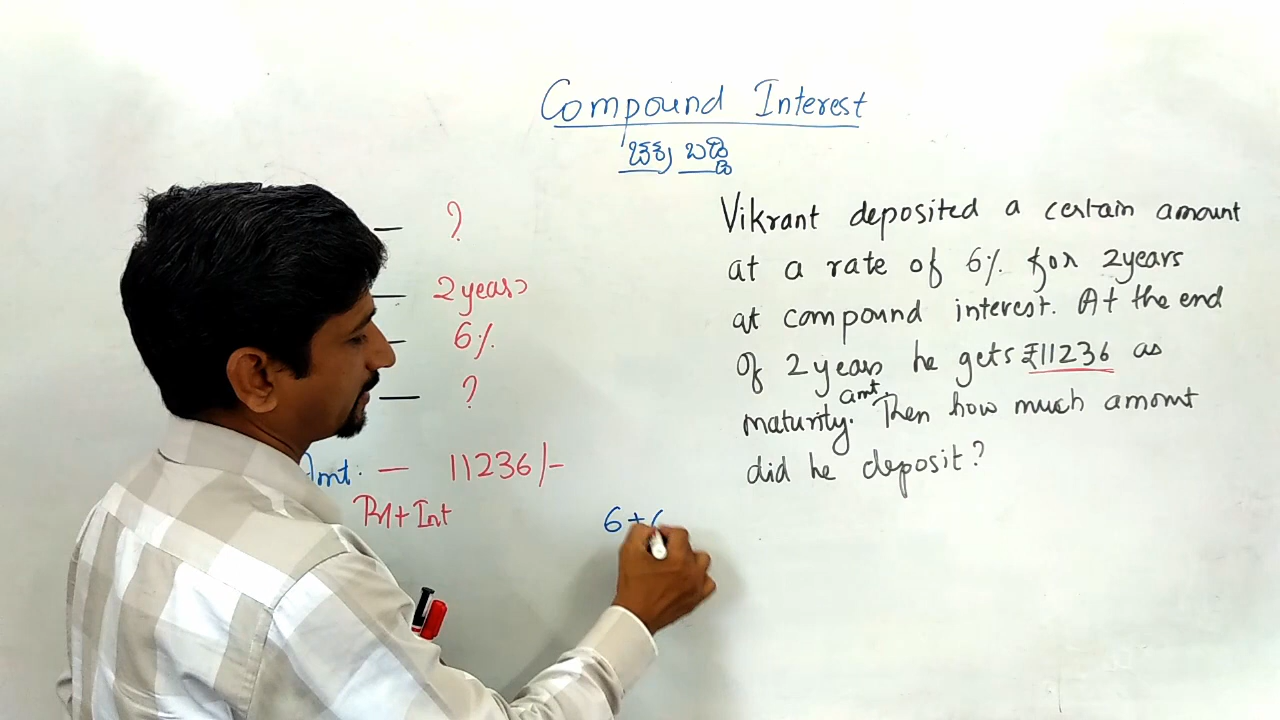 Compound Interest
ಚಕ್ರ ಬಡ್ಡಿ
— ?
— 2 years
— 6%
— ?
Amt. — 11236/-
Pri + Int
6 +
Vikrant deposited a certain amount
at a rate of 6% for 2years
at compound interest. At the end
of 2 years he gets ₹11236 as
maturity amt. Then how much amount
did he deposit?